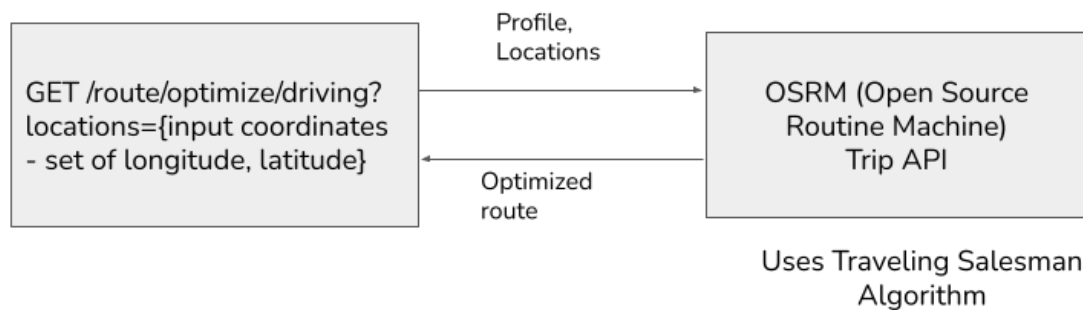 Profile,
Locations
GET /route/optimize/driving?
locations={input coordinates
- set of longitude, latitude}
OSRM (Open Source
Routine Machine)
Trip API
Optimized
route
Uses Traveling Salesman
Algorithm